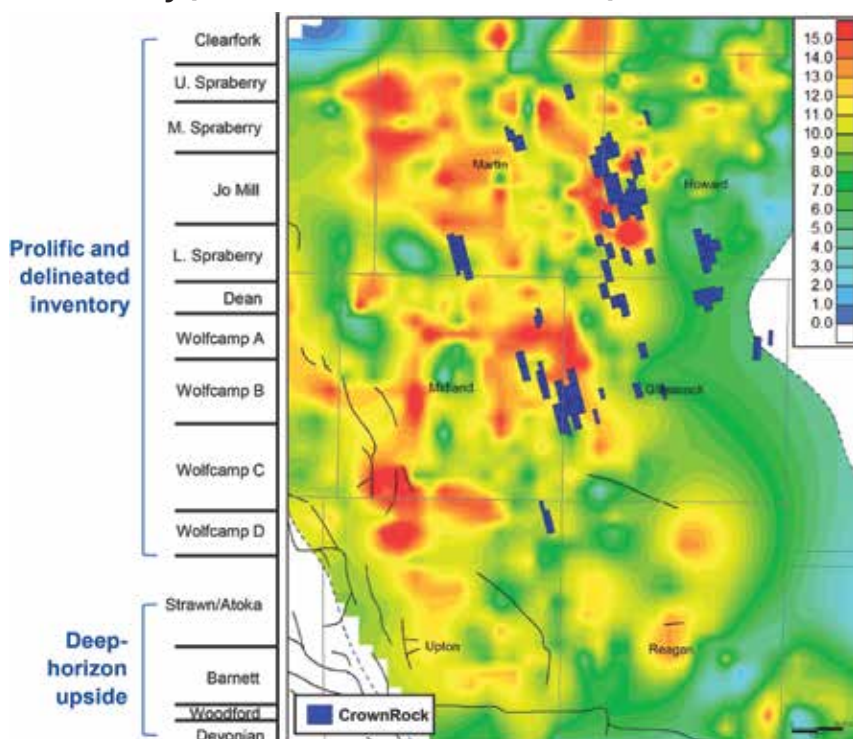 Clearfork
U. Spraberry
M. Spraberry
Jo Mill
L. Spraberry
Dean
Wolfcamp A
Wolfcamp B
Wolfcamp C
Wolfcamp D
Strawn/Atoka
Barnett
Woodford
Devonian
Prolific and
delineated
inventory
Deep-
horizon
upside
Martin
Howard
Midland
Upton
Reagan
CrownRock
15.0
14.0
13.0
12.0
11.0
10.0
9.0
8.0
7.0
6.0
5.0
4.0
3.0
2.0
1.0
0.0